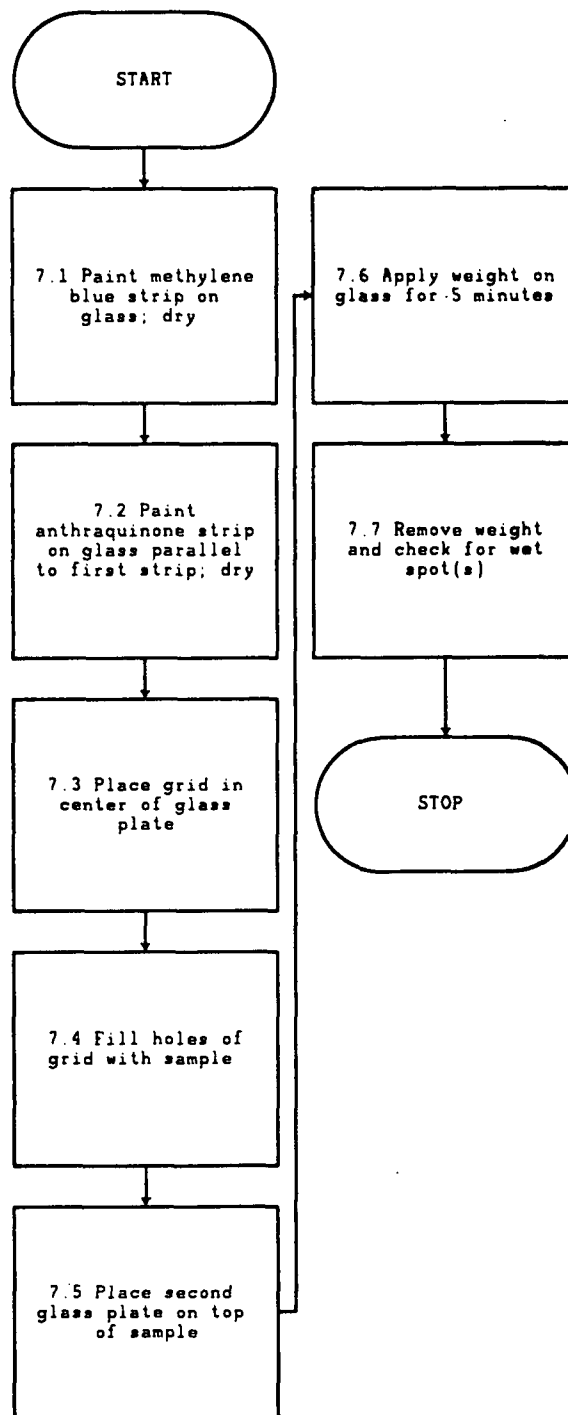 START
7.1 Paint methylene
blue strip on
glass; dry
7.2 Paint
anthraquinone strip
on glass parallel
to first strip; dry
7.3 Place grid in
center of glass
plate
7.4 Fill holes of
grid with sample
7.5 Place second
glass plate on top
of sample
7.6 Apply weight on
glass for 5 minutes
7.7 Remove weight
and check for wet
spot(s)
STOP